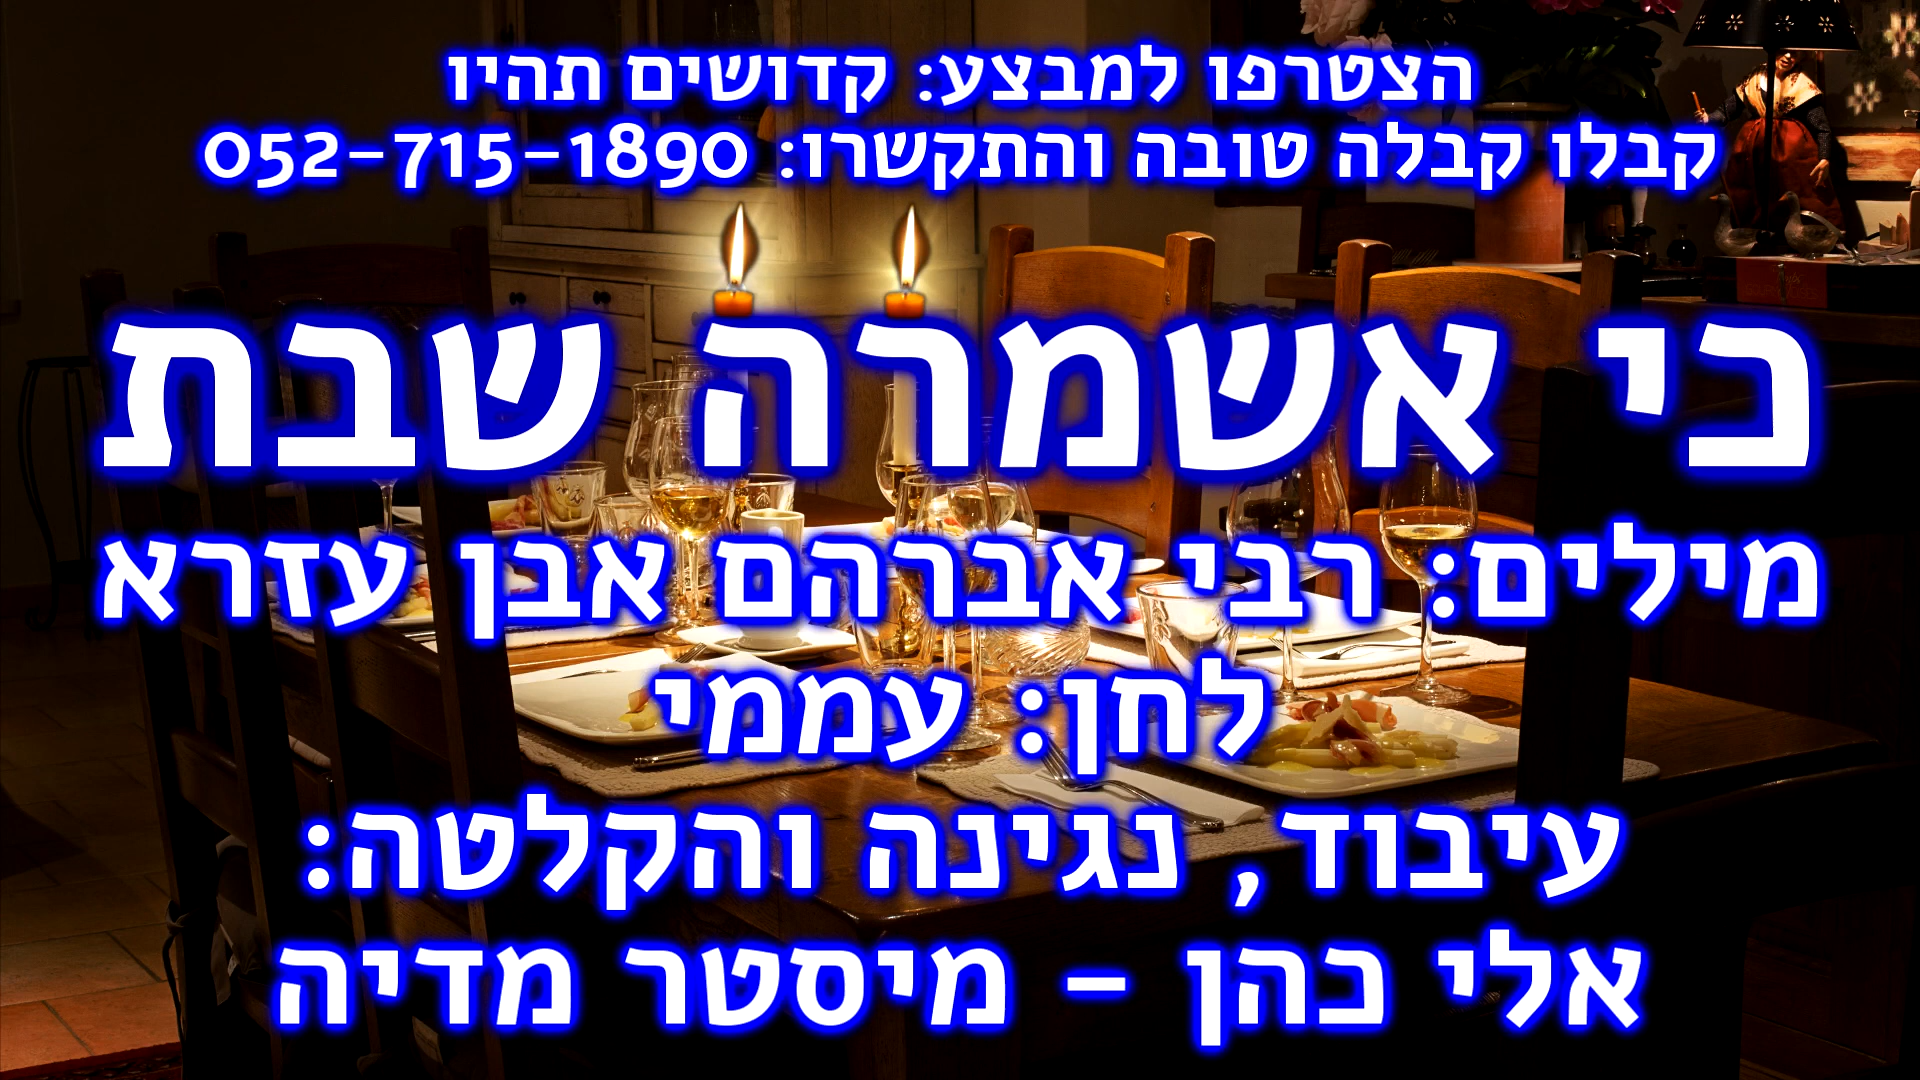 הצטרפו למבצע: קדושים תהיו
קבלו קבלה טובה והתקשרו: 052-715-1890
כי אשמרה שבת
מילים: רבי אברהם אבן עזרא
לחן: עממי
עיבוד, נגינה והקלטה:
אלי כהן - מיסטר מדיה